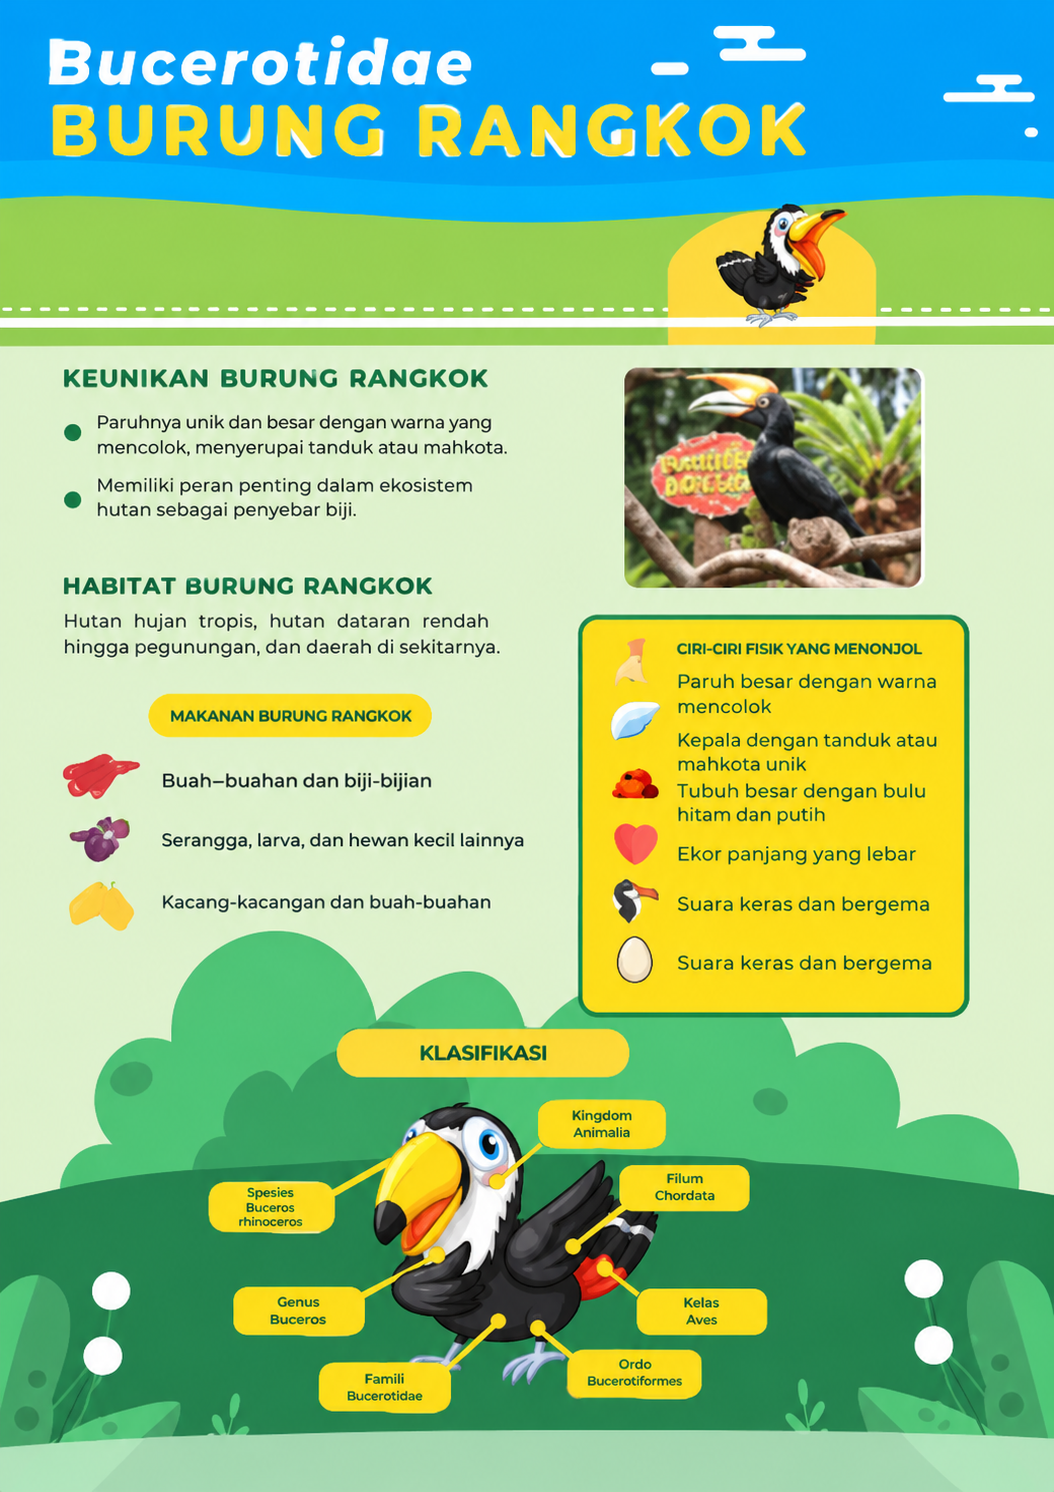 Bucerotidae
BURUNG RANGKOK
KEUNIKAN BURUNG RANGKOK
Paruhnya unik dan besar dengan warna yang
mencolok, menyerupai tanduk atau mahkota.
Memiliki peran penting dalam ekosistem
hutan sebagai penyebar biji.
HABITAT BURUNG RANGKOK
Hutan hujan tropis, hutan dataran rendah
hingga pegunungan, dan daerah di sekitarnya.
MAKANAN BURUNG RANGKOK
Buah–buahan dan biji-bijian
Serangga, larva, dan hewan kecil lainnya
Kacang-kacangan dan buah-buahan
CIRI-CIRI FISIK YANG MENONJOL
Paruh besar dengan warna
mencolok
Kepala dengan tanduk atau
mahkota unik
Tubuh besar dengan bulu
hitam dan putih
Ekor panjang yang lebar
Suara keras dan bergema
Suara keras dan bergema
KLASIFIKASI
Kingdom
Animalia
Filum
Chordata
Spesies
Buceros
rhinoceros
Genus
Buceros
Kelas
Aves
Famili
Bucerotidae
Ordo
Bucerotiformes